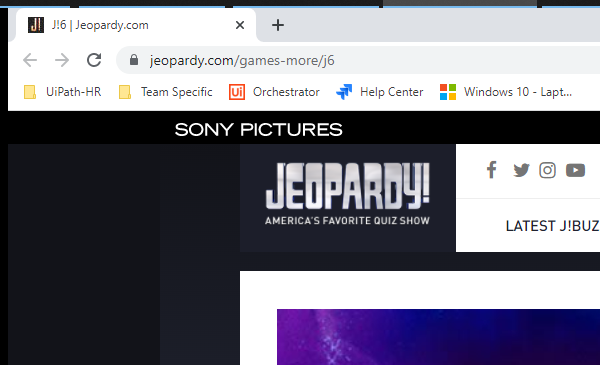 J! J!6 | Jeopardy.com
jeopardy.com/games-more/j6
UiPath-HR Team Specific Ui Orchestrator Help Center Windows 10 - Lapt...
SONY PICTURES
JEOPARDY!
AMERICA'S FAVORITE QUIZ SHOW
LATEST J!BUZ